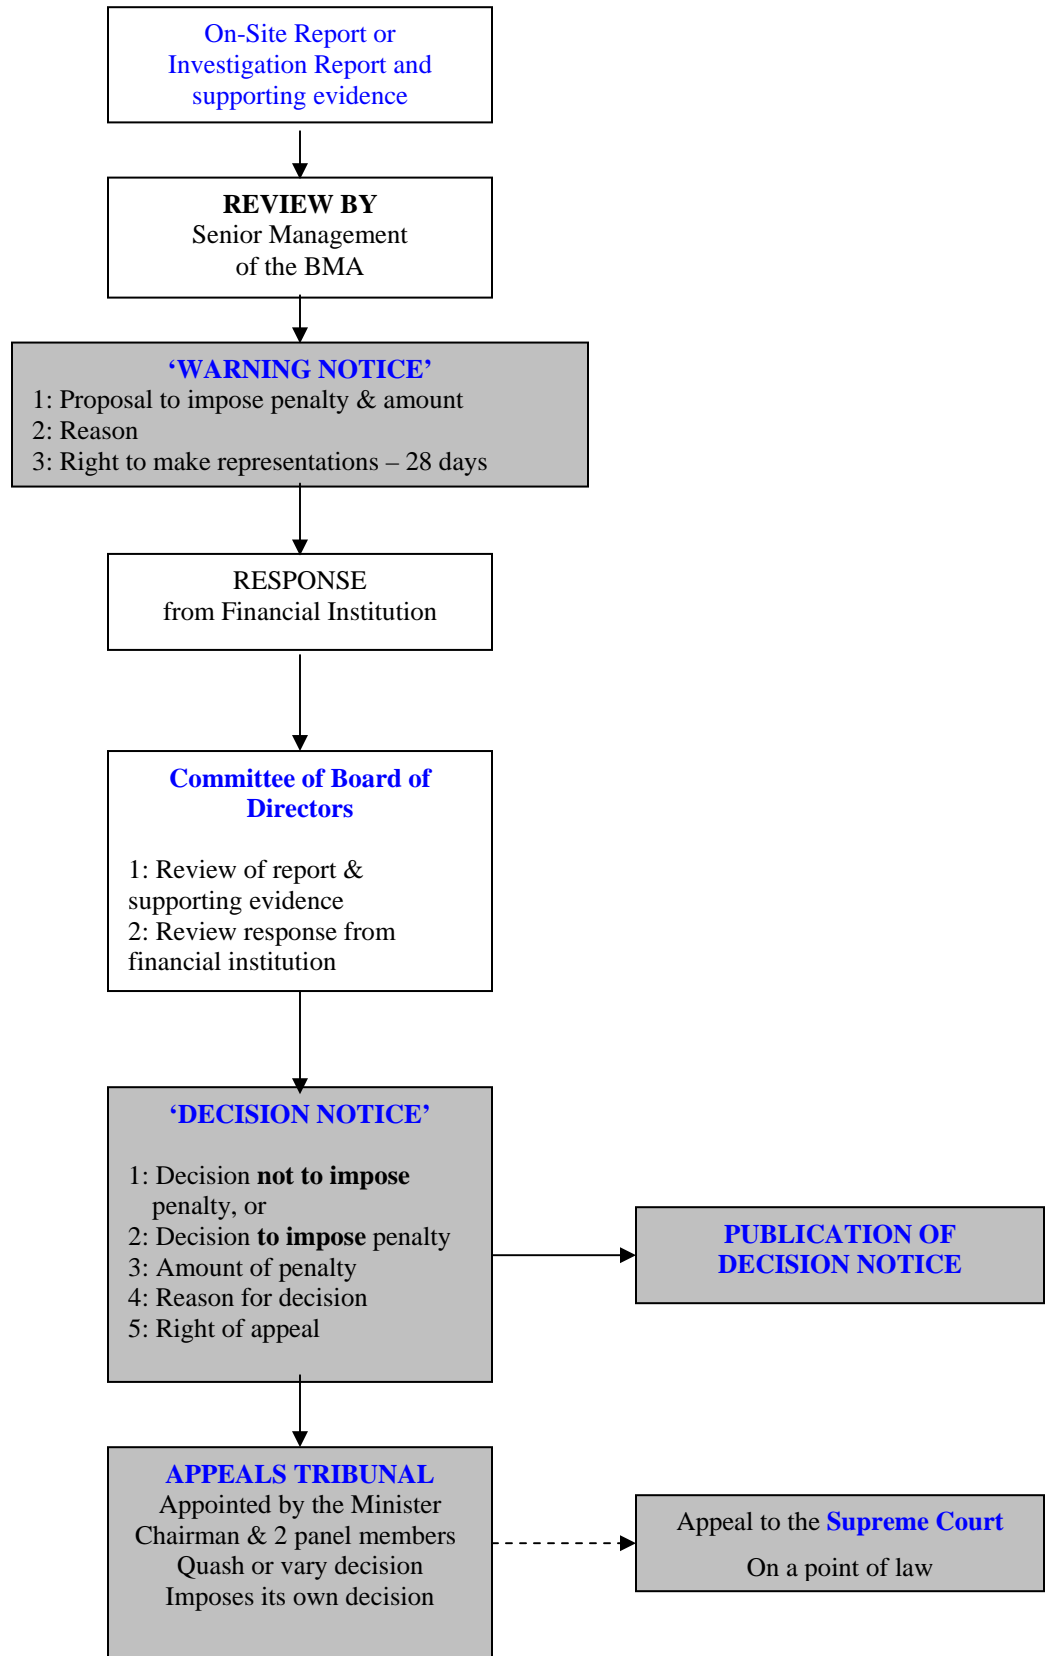 On-Site Report or
Investigation Report and
supporting evidence
REVIEW BY
Senior Management
of the BMA
‘WARNING NOTICE’
1: Proposal to impose penalty & amount
2: Reason
3: Right to make representations – 28 days
RESPONSE
from Financial Institution
Committee of Board of
Directors
1: Review of report &
supporting evidence
2: Review response from
financial institution
‘DECISION NOTICE’
1: Decision not to impose
penalty, or
2: Decision to impose penalty
3: Amount of penalty
4: Reason for decision
5: Right of appeal
PUBLICATION OF
DECISION NOTICE
APPEALS TRIBUNAL
Appointed by the Minister
Chairman & 2 panel members
Quash or vary decision
Imposes its own decision
Appeal to the Supreme Court
On a point of law